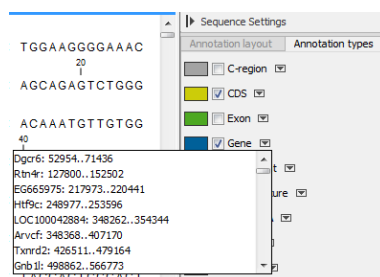 Sequence Settings
Annotation layout Annotation types
TGGAAGGGGAAAC
20
AGCAGAGTCTGGG
ACAAATGTTGTGG
40
C-region
CDS
Exon
Gene
Dgcr6: 52954..71436
Rtn4r: 127800..152502
EG665975: 217973..220441
Htf9c: 248977..253596
LOC100042884: 348262..354344
Arvcf: 348368..407170
Txnrd2: 426511..479164
Gnb1l: 498862..566773